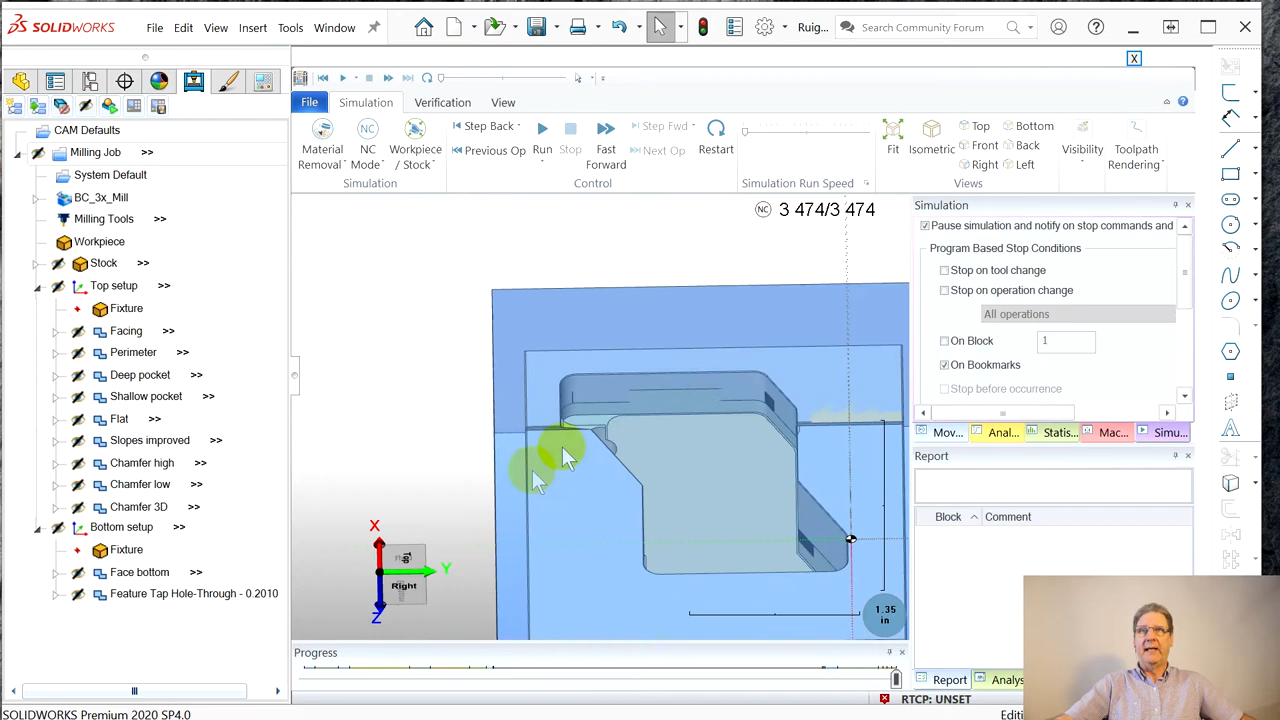 SOLIDWORKS File Edit View Insert Tools Window Ruig... Search Community Forum
CAM Defaults
Milling Job >>
System Default
BC_3x_Mill
Milling Tools >>
Workpiece
Stock >>
Top setup >>
Fixture
Facing >>
Perimeter >>
Deep pocket >>
Shallow pocket >>
Flat >>
Slopes improved >>
Chamfer high >>
Chamfer low >>
Chamfer 3D >>
Bottom setup >>
Fixture
Face bottom >>
Feature Tap Hole-Through - 0.2010
SOLIDWORKS Premium 2020 SP4.0
X
File Simulation Verification View
Material Removal
NC Mode
Workpiece / Stock
Simulation
Step Back
Previous Op
Run
Stop
Fast Forward
Step Fwd
Next Op
Restart
Control
Simulation Run Speed
Fit
Isometric
Top Bottom
Front Back
Right Left
Views
Visibility
Toolpath Rendering
NC 3 474/3 474
X
Y
Z
Top
Right
1.35
in
Simulation
Pause simulation and notify on stop commands and
Program Based Stop Conditions
Stop on tool change
Stop on operation change
All operations
On Block 1
On Bookmarks
Stop before occurrence
Mov... Anal... Statis... Mac... Simu...
Report
Block Comment
Progress
Report Analys
RTCP: UNSET
Editi